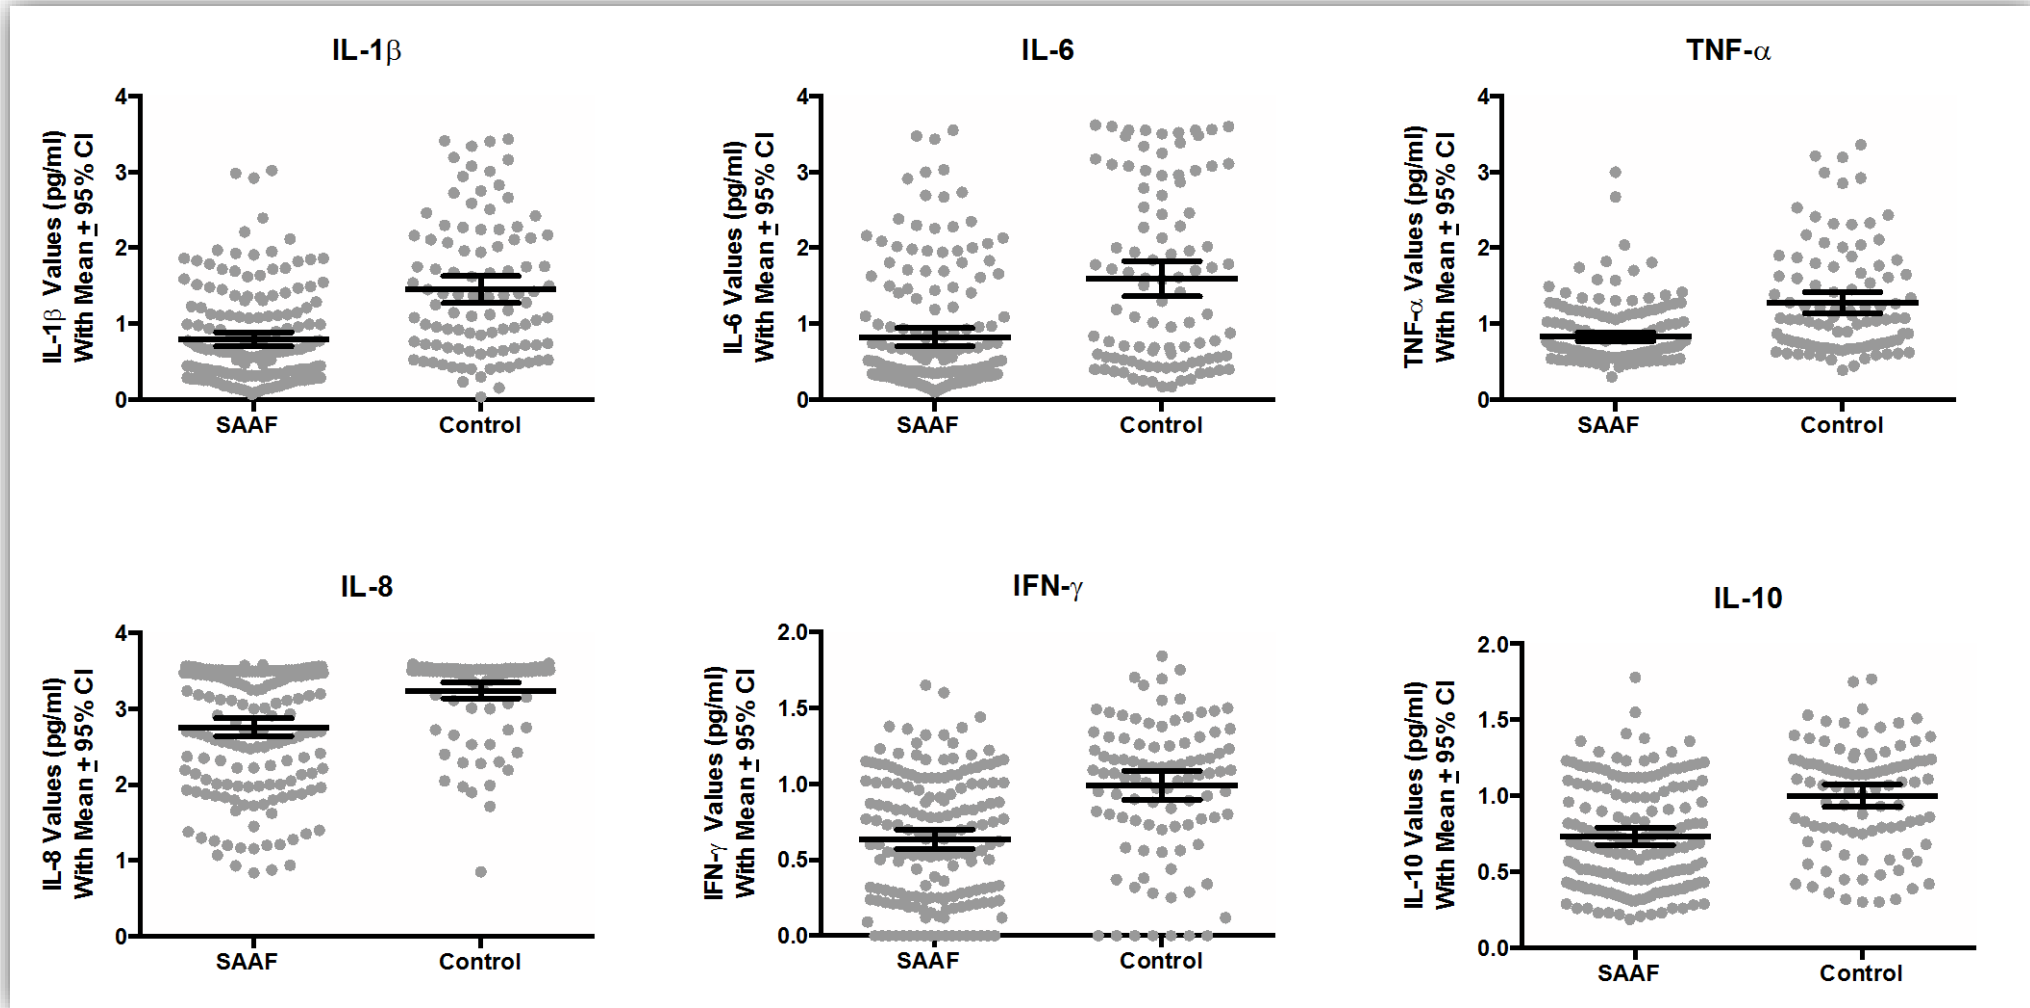 IL-1β
IL-1β Values (pg/ml)
With Mean ± 95% CI
4
3
2
1
0
SAAF
Control
IL-6
IL-6 Values (pg/ml)
With Mean ± 95% CI
4
3
2
1
0
SAAF
Control
TNF-α
TNF-α Values (pg/ml)
With Mean ± 95% CI
4
3
2
1
0
SAAF
Control
IL-8
IL-8 Values (pg/ml)
With Mean ± 95% CI
4
3
2
1
0
SAAF
Control
IFN-γ
IFN-γ Values (pg/ml)
With Mean ± 95% CI
2.0
1.5
1.0
0.5
0.0
SAAF
Control
IL-10
IL-10 Values (pg/ml)
With Mean ± 95% CI
2.0
1.5
1.0
0.5
0.0
SAAF
Control